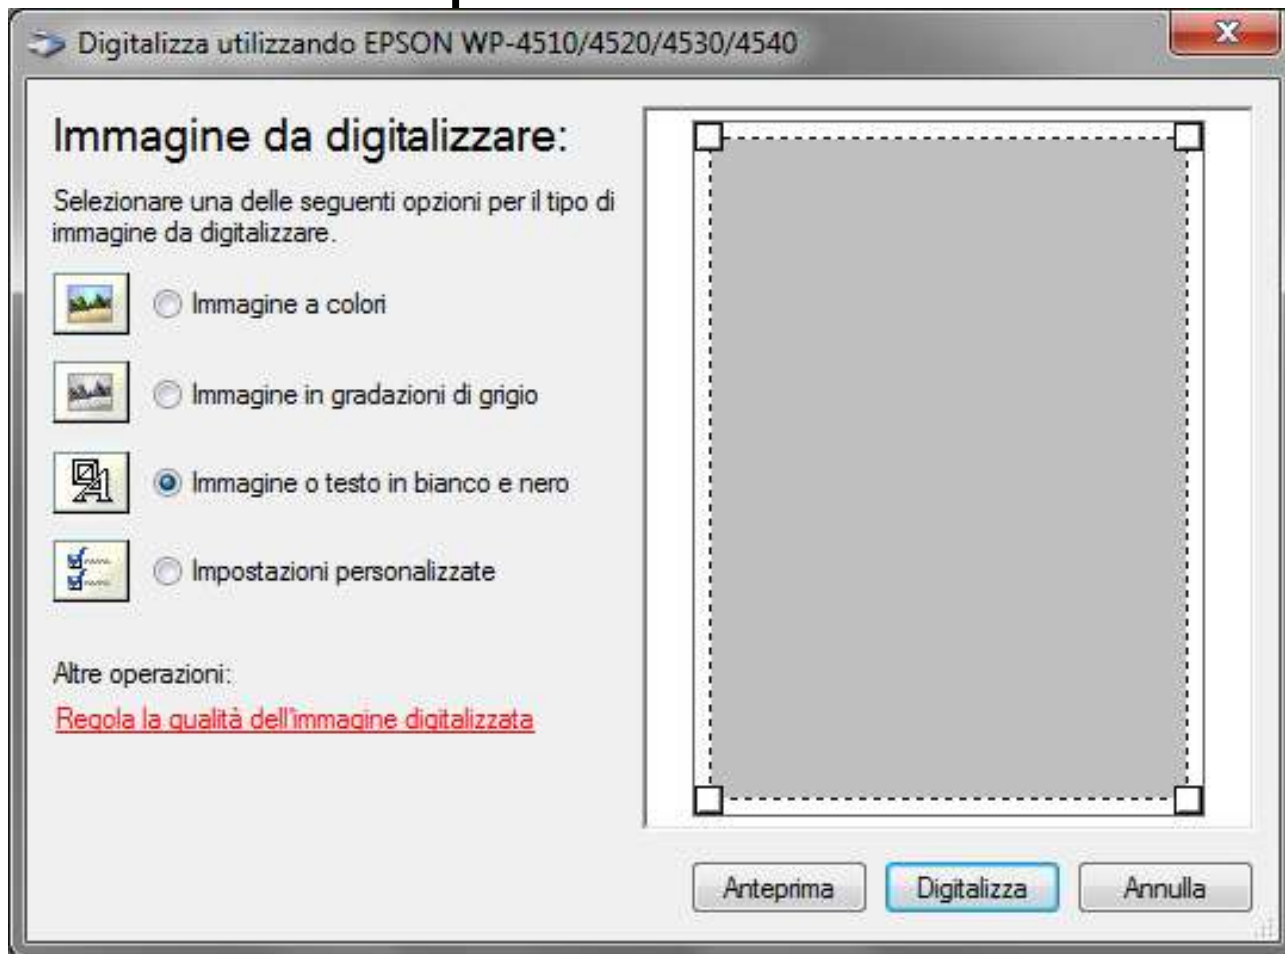 Digitalizza utilizzando EPSON WP-4510/4520/4530/4540
Immagine da digitalizzare:
Selezionare una delle seguenti opzioni per il tipo di
immagine da digitalizzare.
Immagine a colori
Immagine in gradazioni di grigio
Immagine o testo in bianco e nero
Impostazioni personalizzate
Altre operazioni:
Regola la qualità dell'immagine digitalizzata
Anteprima Digitalizza Annulla